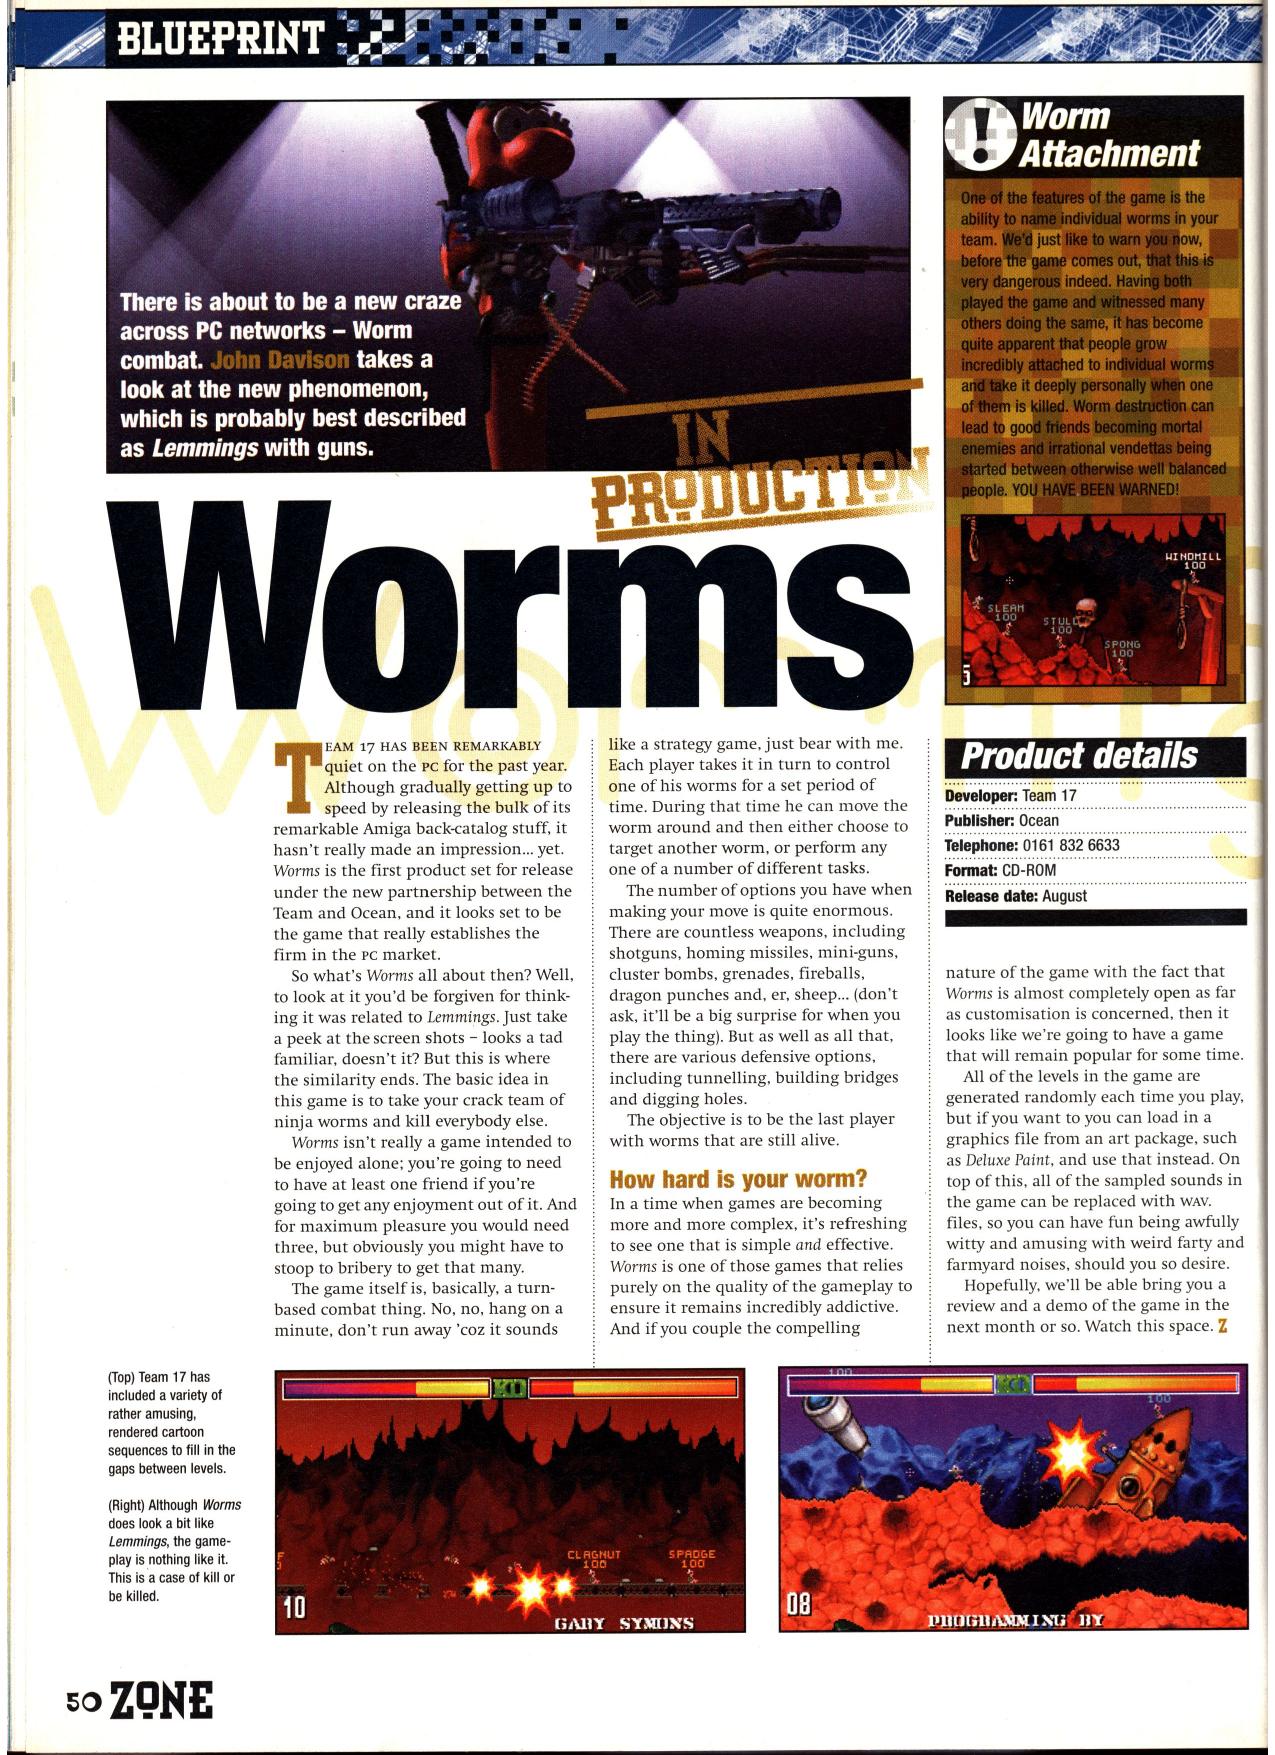 BLUEPRINT
There is about to be a new craze
across PC networks – Worm
combat. John Davison takes a
look at the new phenomenon,
which is probably best described
as Lemmings with guns.
IN
PRODUCTION
Worms
TEAM 17 HAS BEEN REMARKABLY
quiet on the PC for the past year.
Although gradually getting up to
speed by releasing the bulk of its
remarkable Amiga back-catalog stuff, it
hasn't really made an impression... yet.
Worms is the first product set for release
under the new partnership between the
Team and Ocean, and it looks set to be
the game that really establishes the
firm in the PC market.
So what's Worms all about then? Well,
to look at it you'd be forgiven for think-
ing it was related to Lemmings. Just take
a peek at the screen shots – looks a tad
familiar, doesn't it? But this is where
the similarity ends. The basic idea in
this game is to take your crack team of
ninja worms and kill everybody else.
Worms isn't really a game intended to
be enjoyed alone; you're going to need
to have at least one friend if you're
going to get any enjoyment out of it. And
for maximum pleasure you would need
three, but obviously you might have to
stoop to bribery to get that many.
The game itself is, basically, a turn-
based combat thing. No, no, hang on a
minute, don't run away 'coz it sounds
like a strategy game, just bear with me.
Each player takes it in turn to control
one of his worms for a set period of
time. During that time he can move the
worm around and then either choose to
target another worm, or perform any
one of a number of different tasks.
The number of options you have when
making your move is quite enormous.
There are countless weapons, including
shotguns, homing missiles, mini-guns,
cluster bombs, grenades, fireballs,
dragon punches and, er, sheep... (don't
ask, it'll be a big surprise for when you
play the thing). But as well as all that,
there are various defensive options,
including tunnelling, building bridges
and digging holes.
The objective is to be the last player
with worms that are still alive.
How hard is your worm?
In a time when games are becoming
more and more complex, it's refreshing
to see one that is simple and effective.
Worms is one of those games that relies
purely on the quality of the gameplay to
ensure it remains incredibly addictive.
And if you couple the compelling
nature of the game with the fact that
Worms is almost completely open as far
as customisation is concerned, then it
looks like we're going to have a game
that will remain popular for some time.
All of the levels in the game are
generated randomly each time you play,
but if you want to you can load in a
graphics file from an art package, such
as Deluxe Paint, and use that instead. On
top of this, all of the sampled sounds in
the game can be replaced with WAV.
files, so you can have fun being awfully
witty and amusing with weird farty and
farmyard noises, should you so desire.
Hopefully, we'll be able bring you a
review and a demo of the game in the
next month or so. Watch this space. Z
Worm
Attachment
One of the features of the game is the
ability to name individual worms in your
team. We'd just like to warn you now,
before the game comes out, that this is
very dangerous indeed. Having both
played the game and witnessed many
others doing the same, it has become
quite apparent that people grow
incredibly attached to individual worms
and take it deeply personally when one
of them is killed. Worm destruction can
lead to good friends becoming mortal
enemies and irrational vendettas being
started between otherwise well balanced
people. YOU HAVE BEEN WARNED!
WINDMILL
100
SLEAM
100
STULL
100
SPONG
100
5
Product details
Developer: Team 17
Publisher: Ocean
Telephone: 0161 832 6633
Format: CD-ROM
Release date: August
(Top) Team 17 has
included a variety of
rather amusing,
rendered cartoon
sequences to fill in the
gaps between levels.
(Right) Although Worms
does look a bit like
Lemmings, the game-
play is nothing like it.
This is a case of kill or
be killed.
KO
CLAGNUT
100
SPADGE
100
10
GARY SYMONS
100
KO
100
08
PROGRAMMING BY
50 ZONE